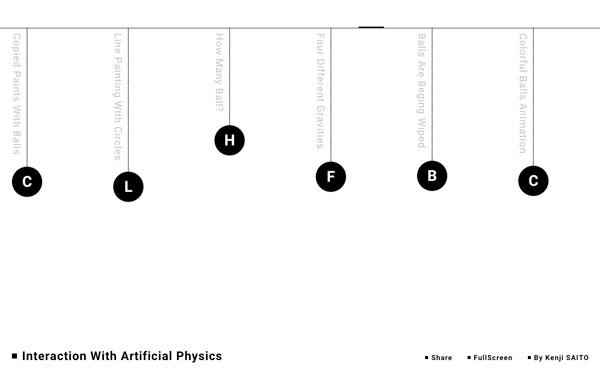 Copied Paints With Balls.
C
Line Painting With Circles.
L
How Many Ball?
H
Four Different Gravities.
F
Balls Are Beging Wiped.
B
Colorful Balls Animation.
C
Interaction With Artificial Physics
Share
FullScreen
By Kenji SAITO